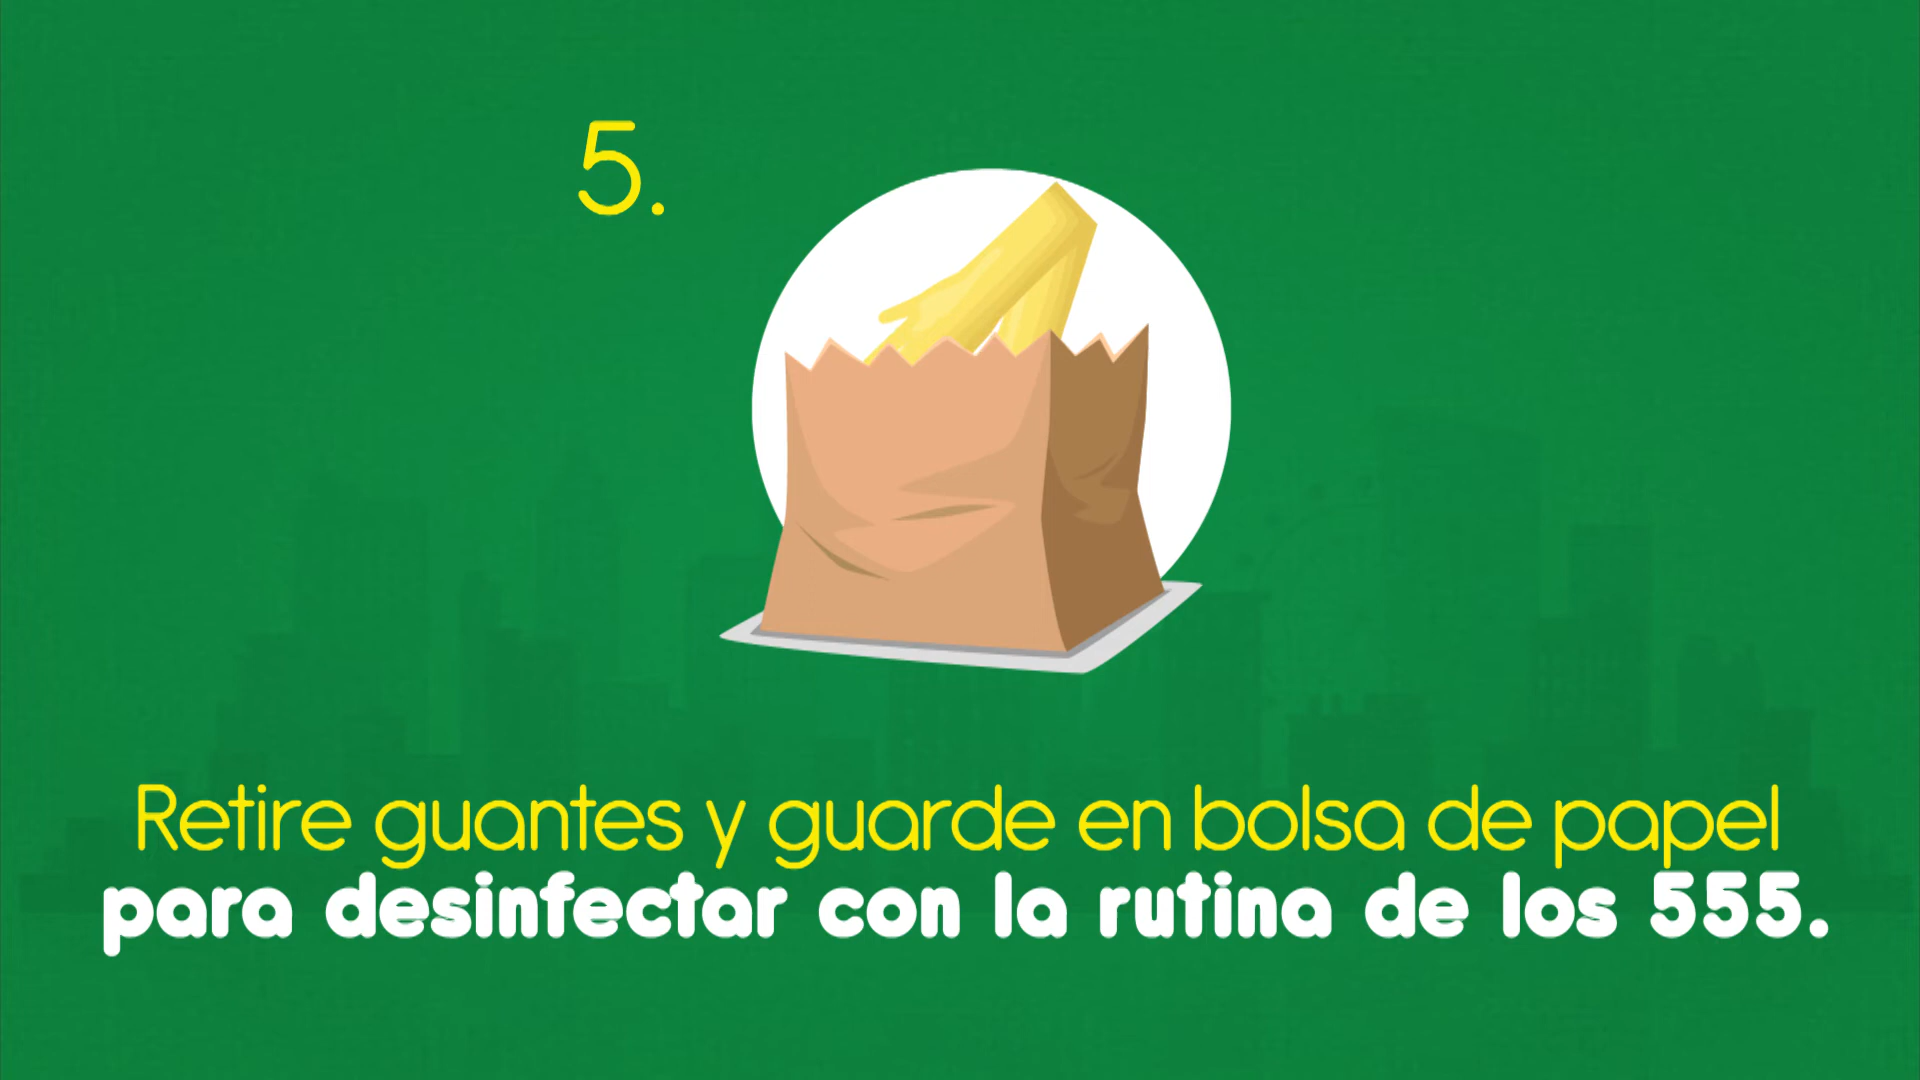 5.
Retire guantes y guarde en bolsa de papel
para desinfectar con la rutina de los 555.